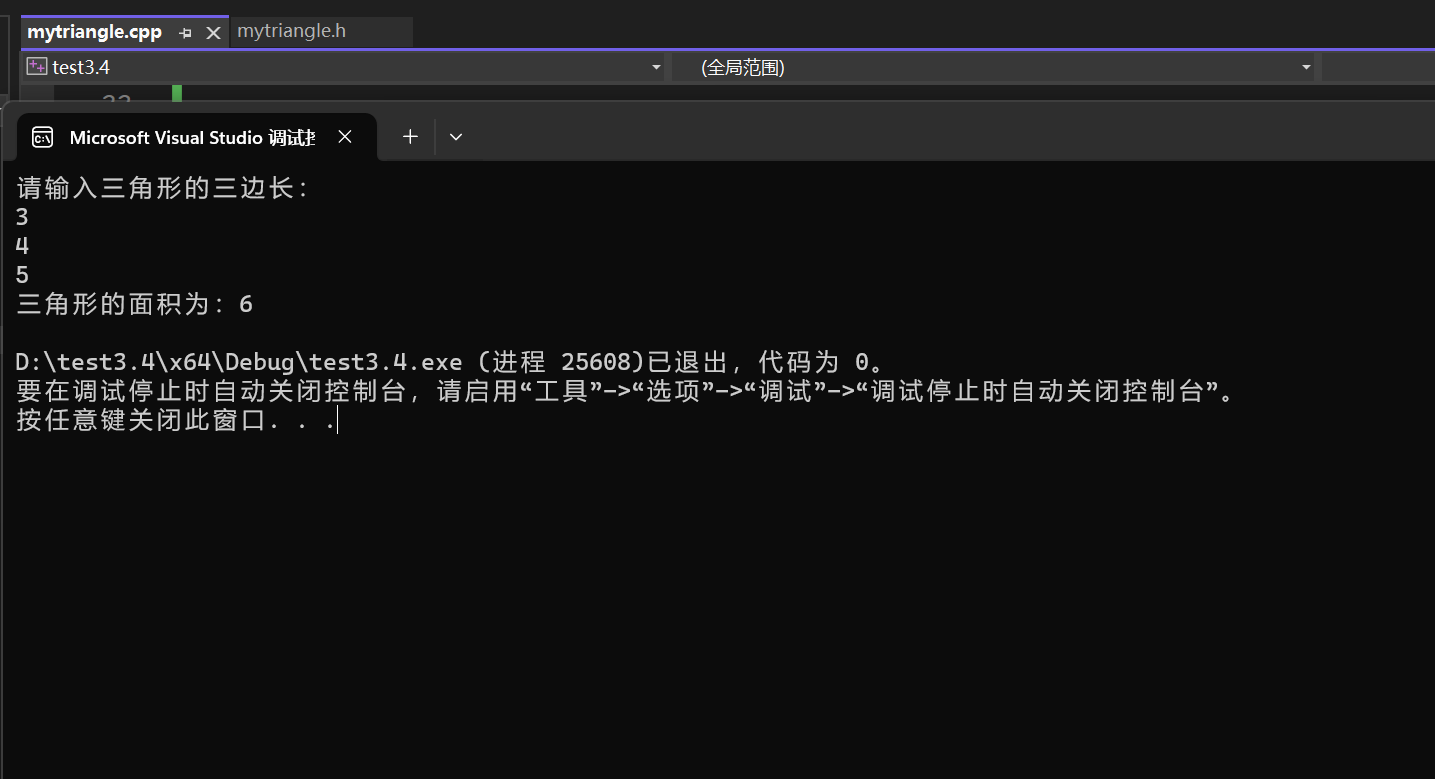 mytriangle.cpp mytriangle.h
test3.4 (全局范围)
Microsoft Visual Studio 调试
请输入三角形的三边长：
3
4
5
三角形的面积为：6
D:\test3.4\x64\Debug\test3.4.exe (进程 25608)已退出，代码为 0。
要在调试停止时自动关闭控制台，请启用“工具”->“选项”->“调试”->“调试停止时自动关闭控制台”。
按任意键关闭此窗口. . .